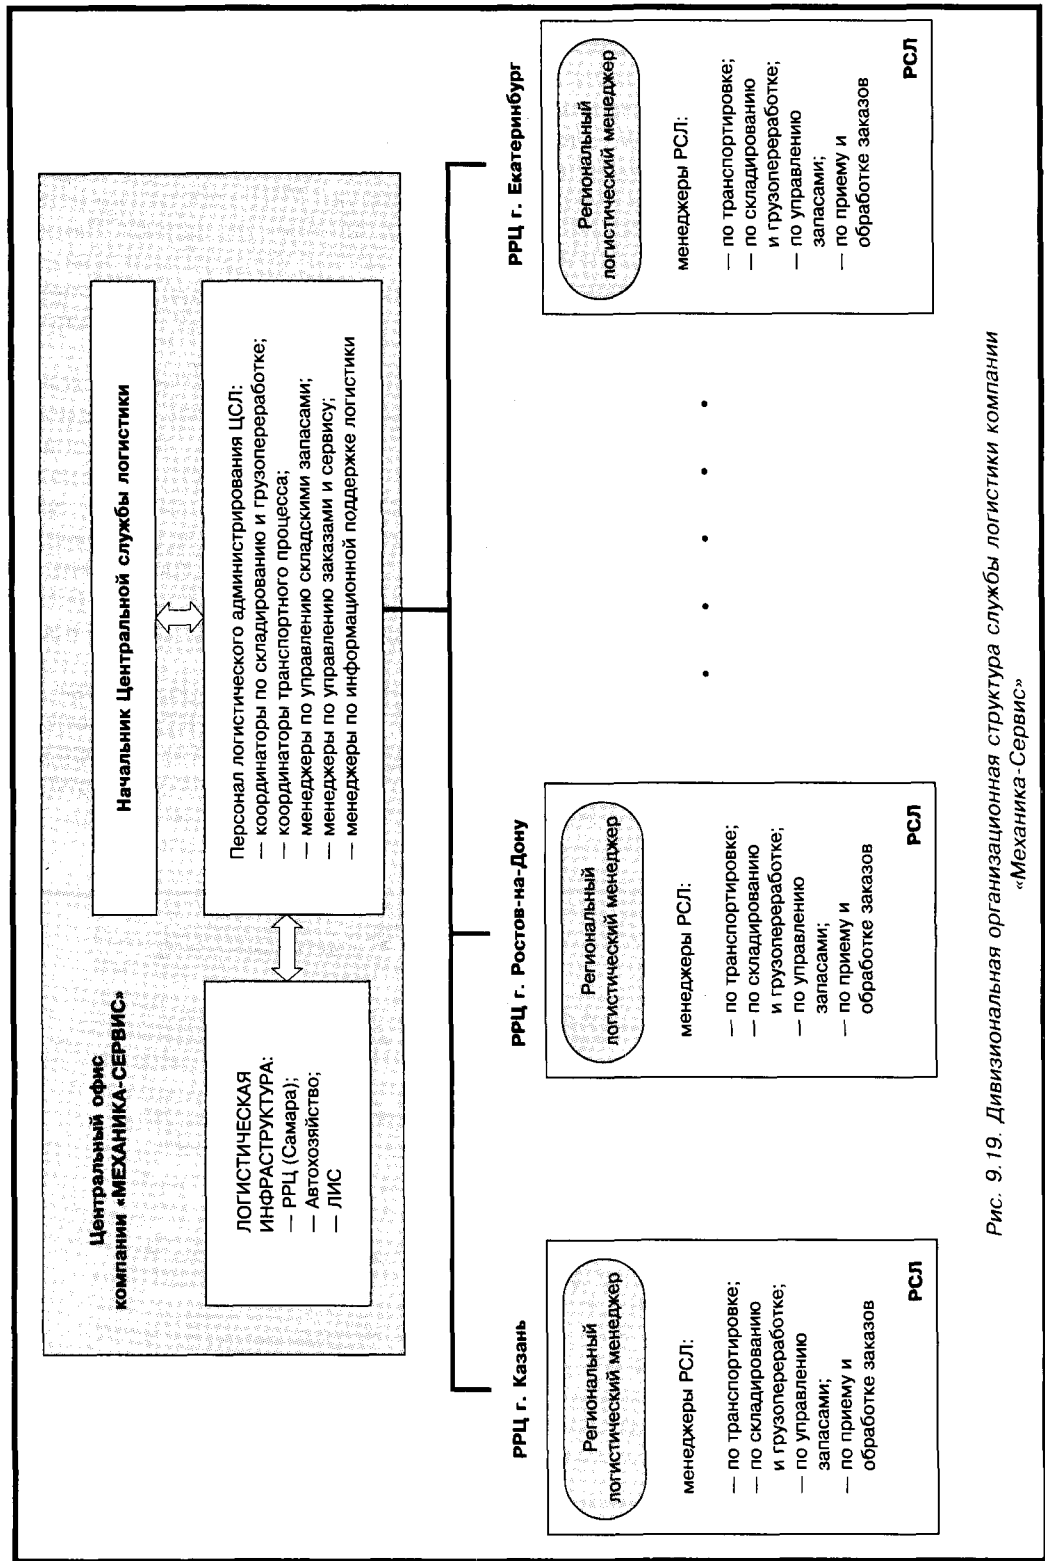 Центральный офис
компании «МЕХАНИКА-СЕРВИС»
Начальник Центральной службы логистики
ЛОГИСТИЧЕСКАЯ
ИНФРАСТРУКТУРА:
— РРЦ (Самара);
— Автохозяйство;
— ЛИС
Персонал логистического администрирования ЦСЛ:
— координаторы по складированию и грузопереработке;
— координаторы транспортного процесса;
— менеджеры по управлению складскими запасами;
— менеджеры по управлению заказами и сервису;
— менеджеры по информационной поддержке логистики
РРЦ г. Казань
Региональный
логистический менеджер
менеджеры РСЛ:
— по транспортировке;
— по складированию
и грузопереработке;
— по управлению
запасами;
— по приему и
обработке заказов
РСЛ
РРЦ г. Ростов-на-Дону
Региональный
логистический менеджер
менеджеры РСЛ:
— по транспортировке;
— по складированию
и грузопереработке;
— по управлению
запасами;
— по приему и
обработке заказов
РСЛ
РРЦ г. Екатеринбург
Региональный
логистический менеджер
менеджеры РСЛ:
— по транспортировке;
— по складированию
и грузопереработке;
— по управлению
запасами;
— по приему и
обработке заказов
РСЛ
Рис. 9.19. Дивизиональная организационная структура службы логистики компании
«Механика-Сервис»